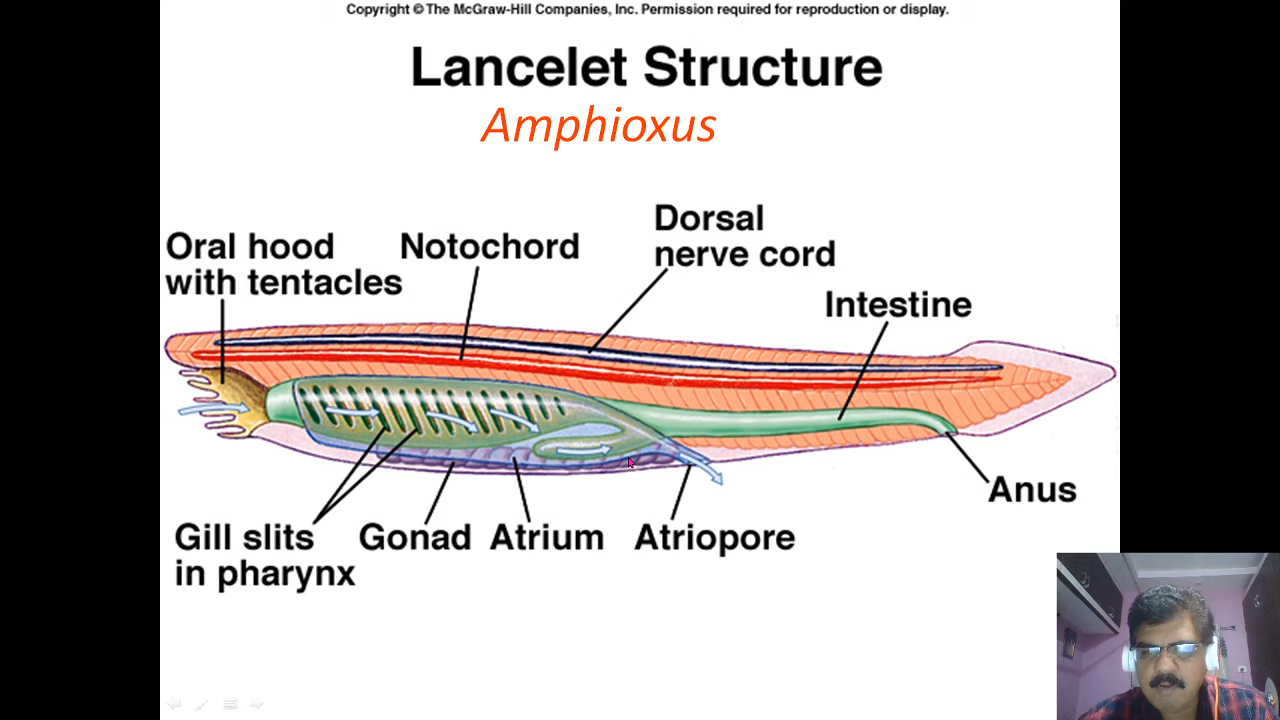 Copyright © The McGraw-Hill Companies, Inc. Permission required for reproduction or display.
Lancelet Structure
Amphioxus
Oral hood
with tentacles
Notochord
Dorsal
nerve cord
Intestine
Anus
Gill slits
in pharynx
Gonad
Atrium
Atriopore